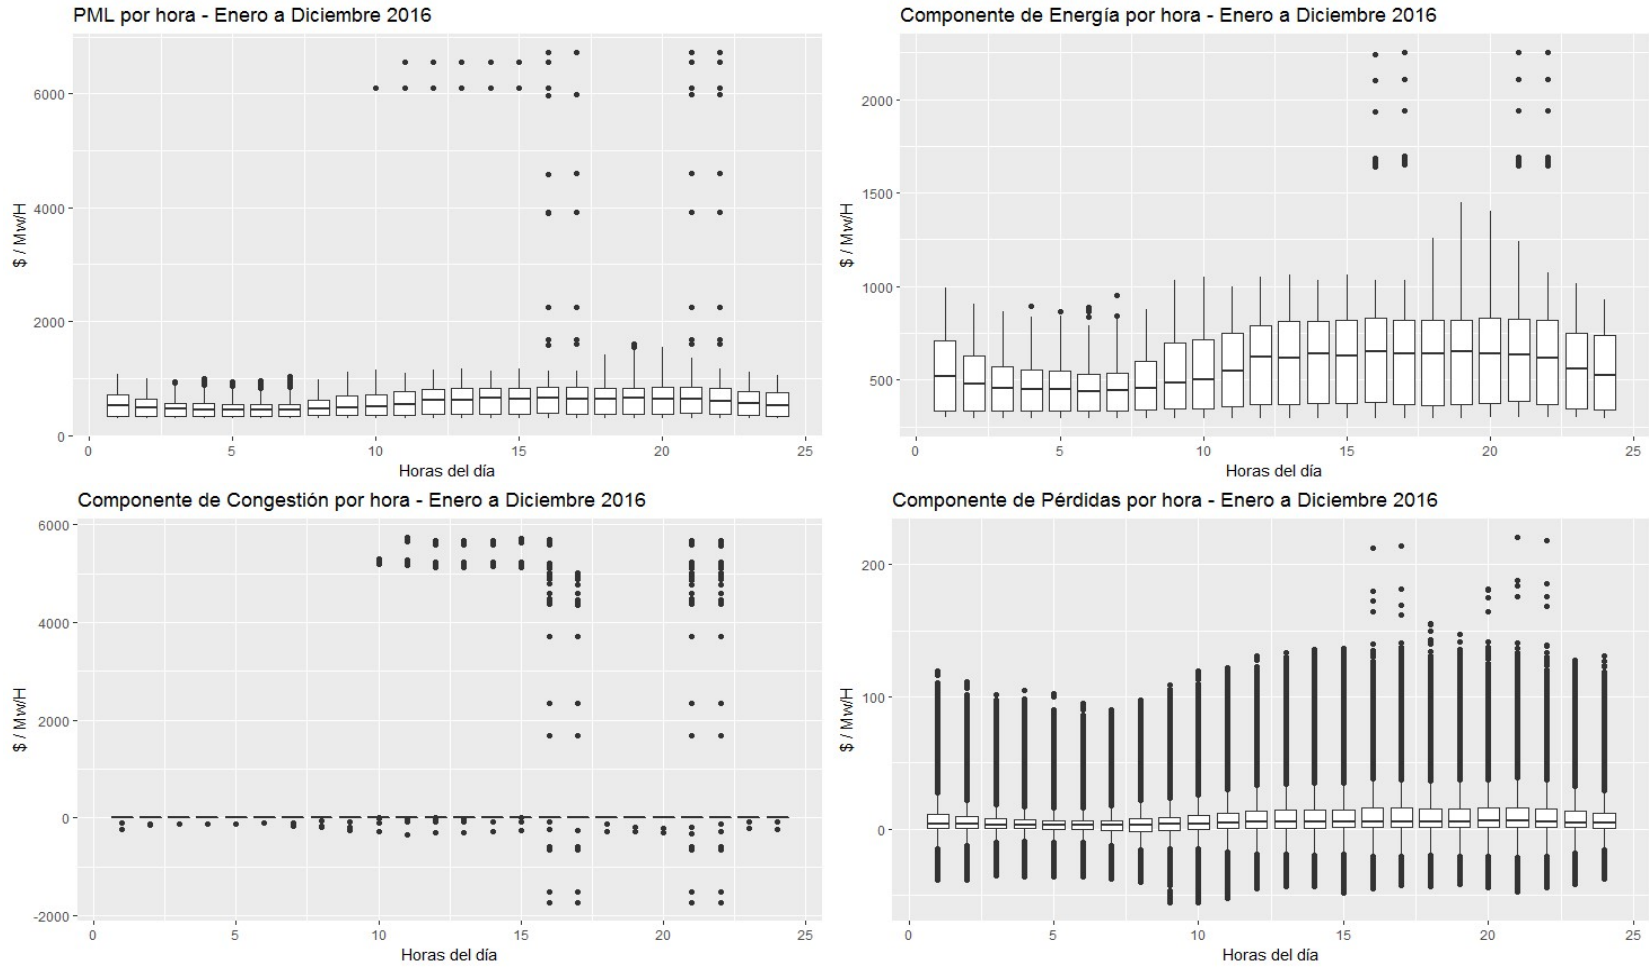 PML por hora - Enero a Diciembre 2016
6000
4000
2000
0
$ / Mw/H
0 5 10 15 20 25
Horas del día
Componente de Energía por hora - Enero a Diciembre 2016
2000
1500
1000
500
$ / Mw/H
0 5 10 15 20 25
Horas del día
Componente de Congestión por hora - Enero a Diciembre 2016
6000
4000
2000
0
-2000
$ / Mw/H
0 5 10 15 20 25
Horas del día
Componente de Pérdidas por hora - Enero a Diciembre 2016
200
100
0
$ / Mw/H
0 5 10 15 20 25
Horas del día